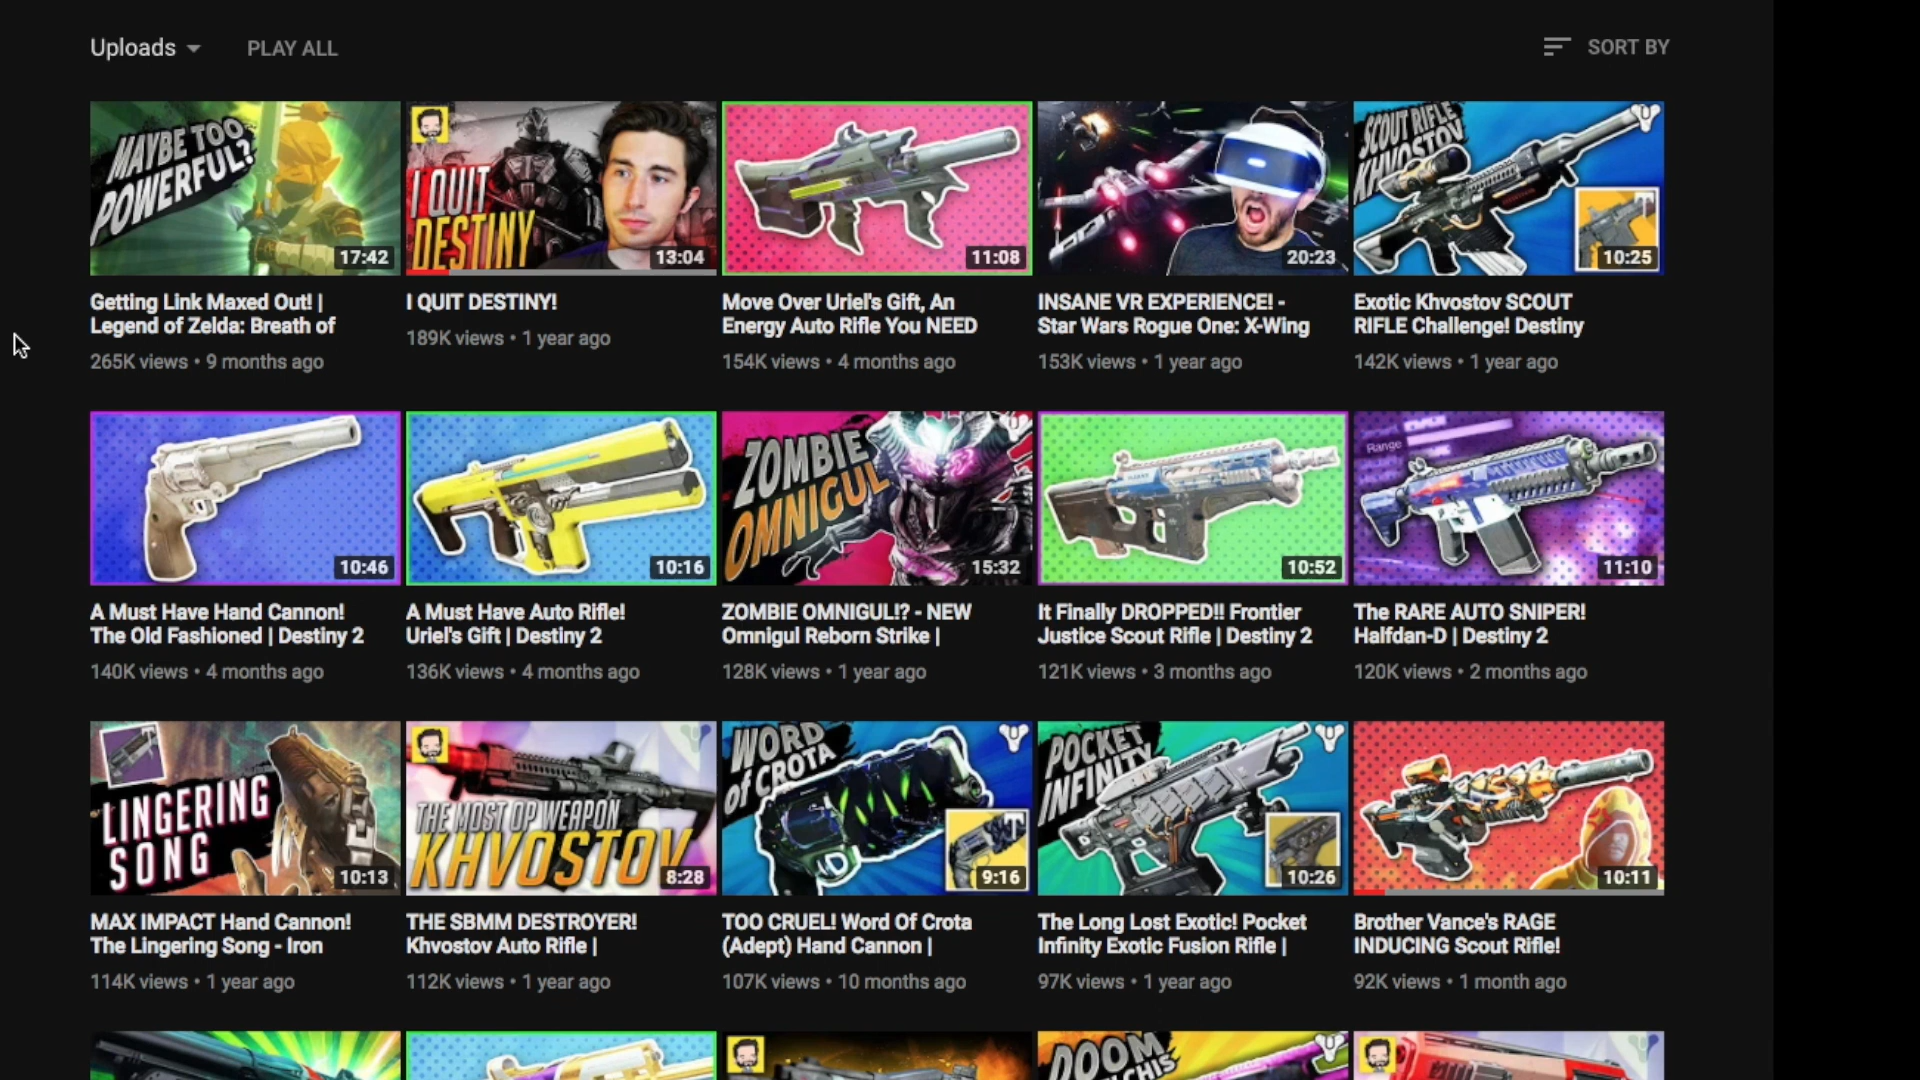 Uploads
PLAY ALL
SORT BY
MAYBE TOO
POWERFUL?
17:42
I QUIT
DESTINY
13:04
11:08
20:23
SCOUT RIFLE
KHVOSTOV
10:25
Getting Link Maxed Out! |
Legend of Zelda: Breath of
265K views • 9 months ago
I QUIT DESTINY!
189K views • 1 year ago
Move Over Uriel's Gift, An
Energy Auto Rifle You NEED
154K views • 4 months ago
INSANE VR EXPERIENCE! -
Star Wars Rogue One: X-Wing
153K views • 1 year ago
Exotic Khvostov SCOUT
RIFLE Challenge! Destiny
142K views • 1 year ago
10:46
10:16
ZOMBIE
OMNIGUL
15:32
10:52
Range
11:10
A Must Have Hand Cannon!
The Old Fashioned | Destiny 2
140K views • 4 months ago
A Must Have Auto Rifle!
Uriel's Gift | Destiny 2
136K views • 4 months ago
ZOMBIE OMNIGUL!? - NEW
Omnigul Reborn Strike |
128K views • 1 year ago
It Finally DROPPED!! Frontier
Justice Scout Rifle | Destiny 2
121K views • 3 months ago
The RARE AUTO SNIPER!
Halfdan-D | Destiny 2
120K views • 2 months ago
LINGERING
SONG
10:13
THE MOST OP WEAPON
KHVOSTOV
8:28
WORD
of CROTA
9:16
POCKET
INFINITY
10:26
10:11
MAX IMPACT Hand Cannon!
The Lingering Song - Iron
114K views • 1 year ago
THE SBMM DESTROYER!
Khvostov Auto Rifle |
112K views • 1 year ago
TOO CRUEL! Word Of Crota
(Adept) Hand Cannon |
107K views • 10 months ago
The Long Lost Exotic! Pocket
Infinity Exotic Fusion Rifle |
97K views • 1 year ago
Brother Vance's RAGE
INDUCING Scout Rifle!
92K views • 1 month ago
DOOM